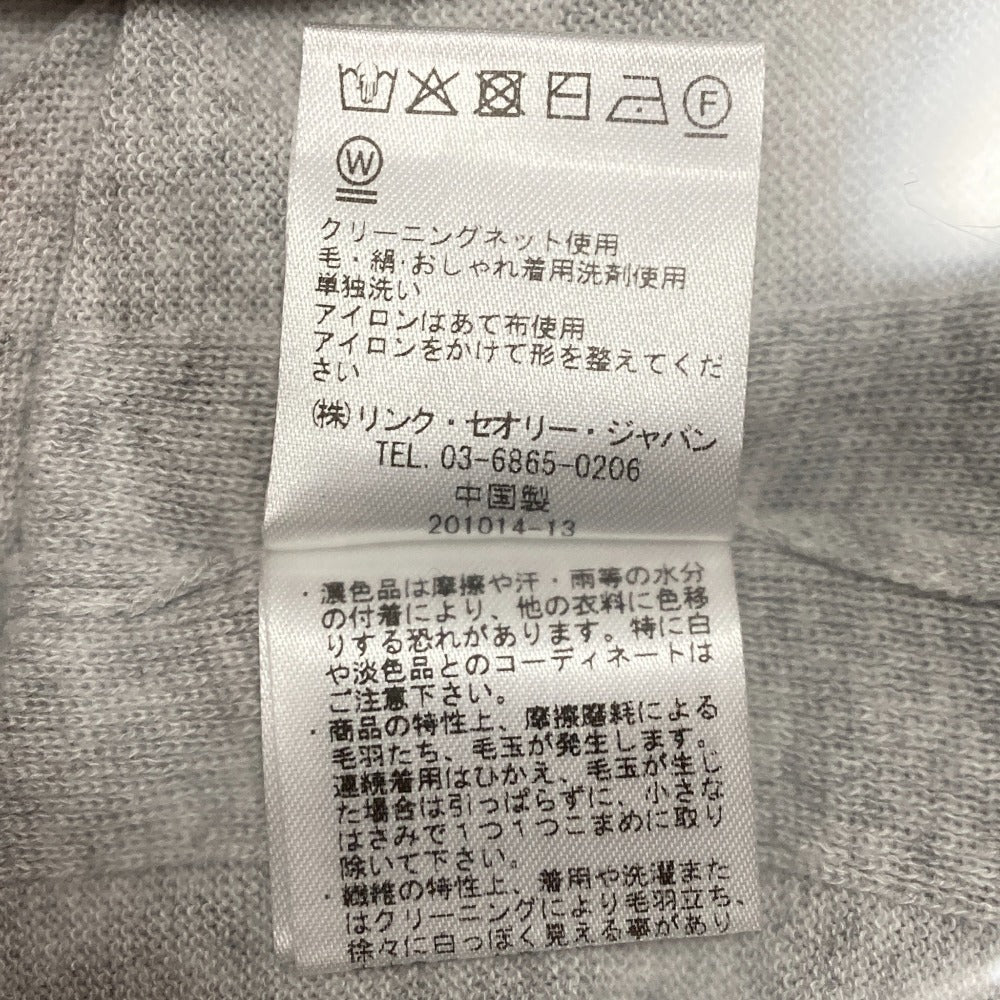 F
W
クリーニングネット使用
毛・絹・おしゃれ着用洗剤使用
単独洗い
アイロンはあて布使用
アイロンをかけて形を整えてくだ
さい
(株)リンク・セオリー・ジャパン
TEL. 03-6865-0206
中国製
201014-13
・濃色品は摩擦や汗・雨等の水分
の付着により、他の衣料に色移
りする恐れがあります。特に白
や淡色品とのコーディネートは
ご注意下さい。
・商品の特性上、摩擦磨耗による
毛羽たち、毛玉が発生します。
連続着用はひかえ、毛玉が生じ
た場合は引っぱらずに、小さな
はさみで1つ1つこまめに取り
除いて下さい。
・繊維の特性上、着用や洗濯また
はクリーニングにより毛羽立ち、
徐々に白っぽく見える事があり